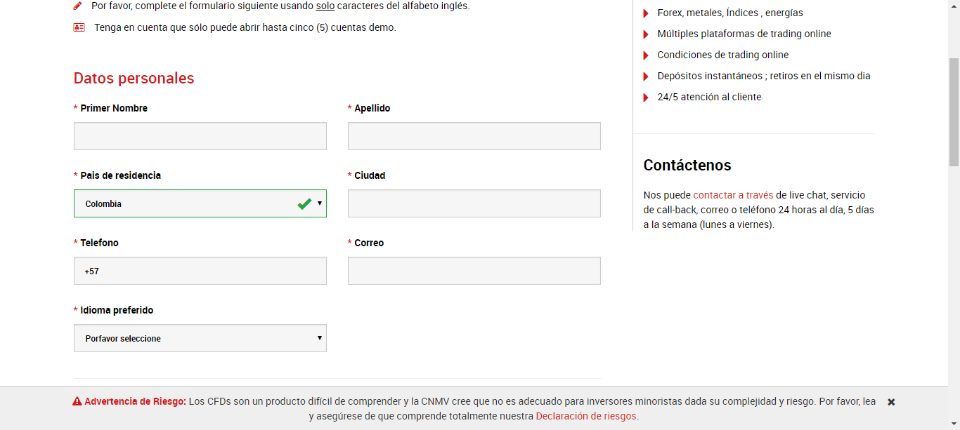 Por favor, complete el formulario siguiente usando solo caracteres del alfabeto inglés.
Tenga en cuenta que sólo puede abrir hasta cinco (5) cuentas demo.
Datos personales
* Primer Nombre
* Apellido
* Pais de residencia
* Ciudad
Colombia
* Telefono
* Correo
+57
* Idioma preferido
Porfavor seleccione
Forex, metales, Índices , energías
Múltiples plataformas de trading online
Condiciones de trading online
Depósitos instantáneos ; retiros en el mismo dia
24/5 atención al cliente
Contáctenos
Nos puede contactar a través de live chat, servicio
de call-back, correo o teléfono 24 horas al día, 5 días
a la semana (lunes a viernes).
Advertencia de Riesgo: Los CFDs son un producto difícil de comprender y la CNMV cree que no es adecuado para inversores minoristas dada su complejidad y riesgo. Por favor, lea
y asegúrese de que comprende totalmente nuestra Declaración de riesgos.